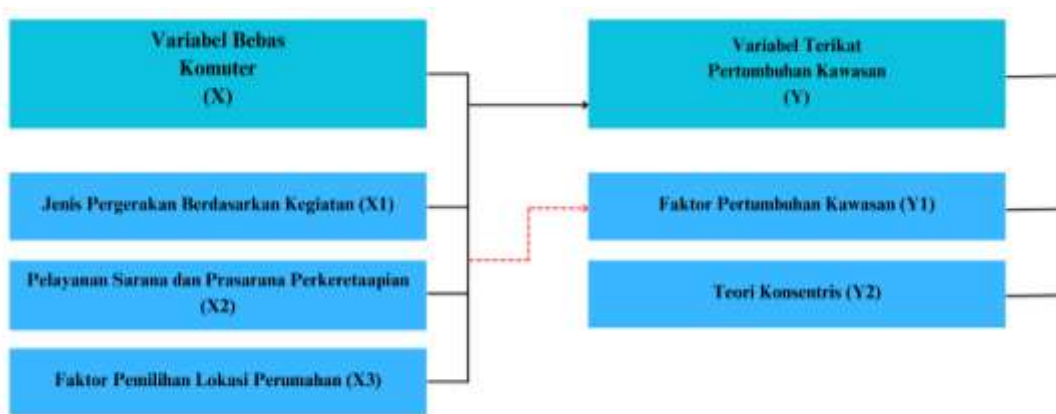 Variabel Bebas
Komuter
(X)
Jenis Pergerakan Berdasarkan Kegiatan (X1)
Pelayanan Sarana dan Prasarana Perkeretaapian
(X2)
Faktor Pemilihan Lokasi Perumahan (X3)
Variabel Terikat
Pertumbuhan Kawasan
(Y)
Faktor Pertumbuhan Kawasan (Y1)
Teori Konsentris (Y2)